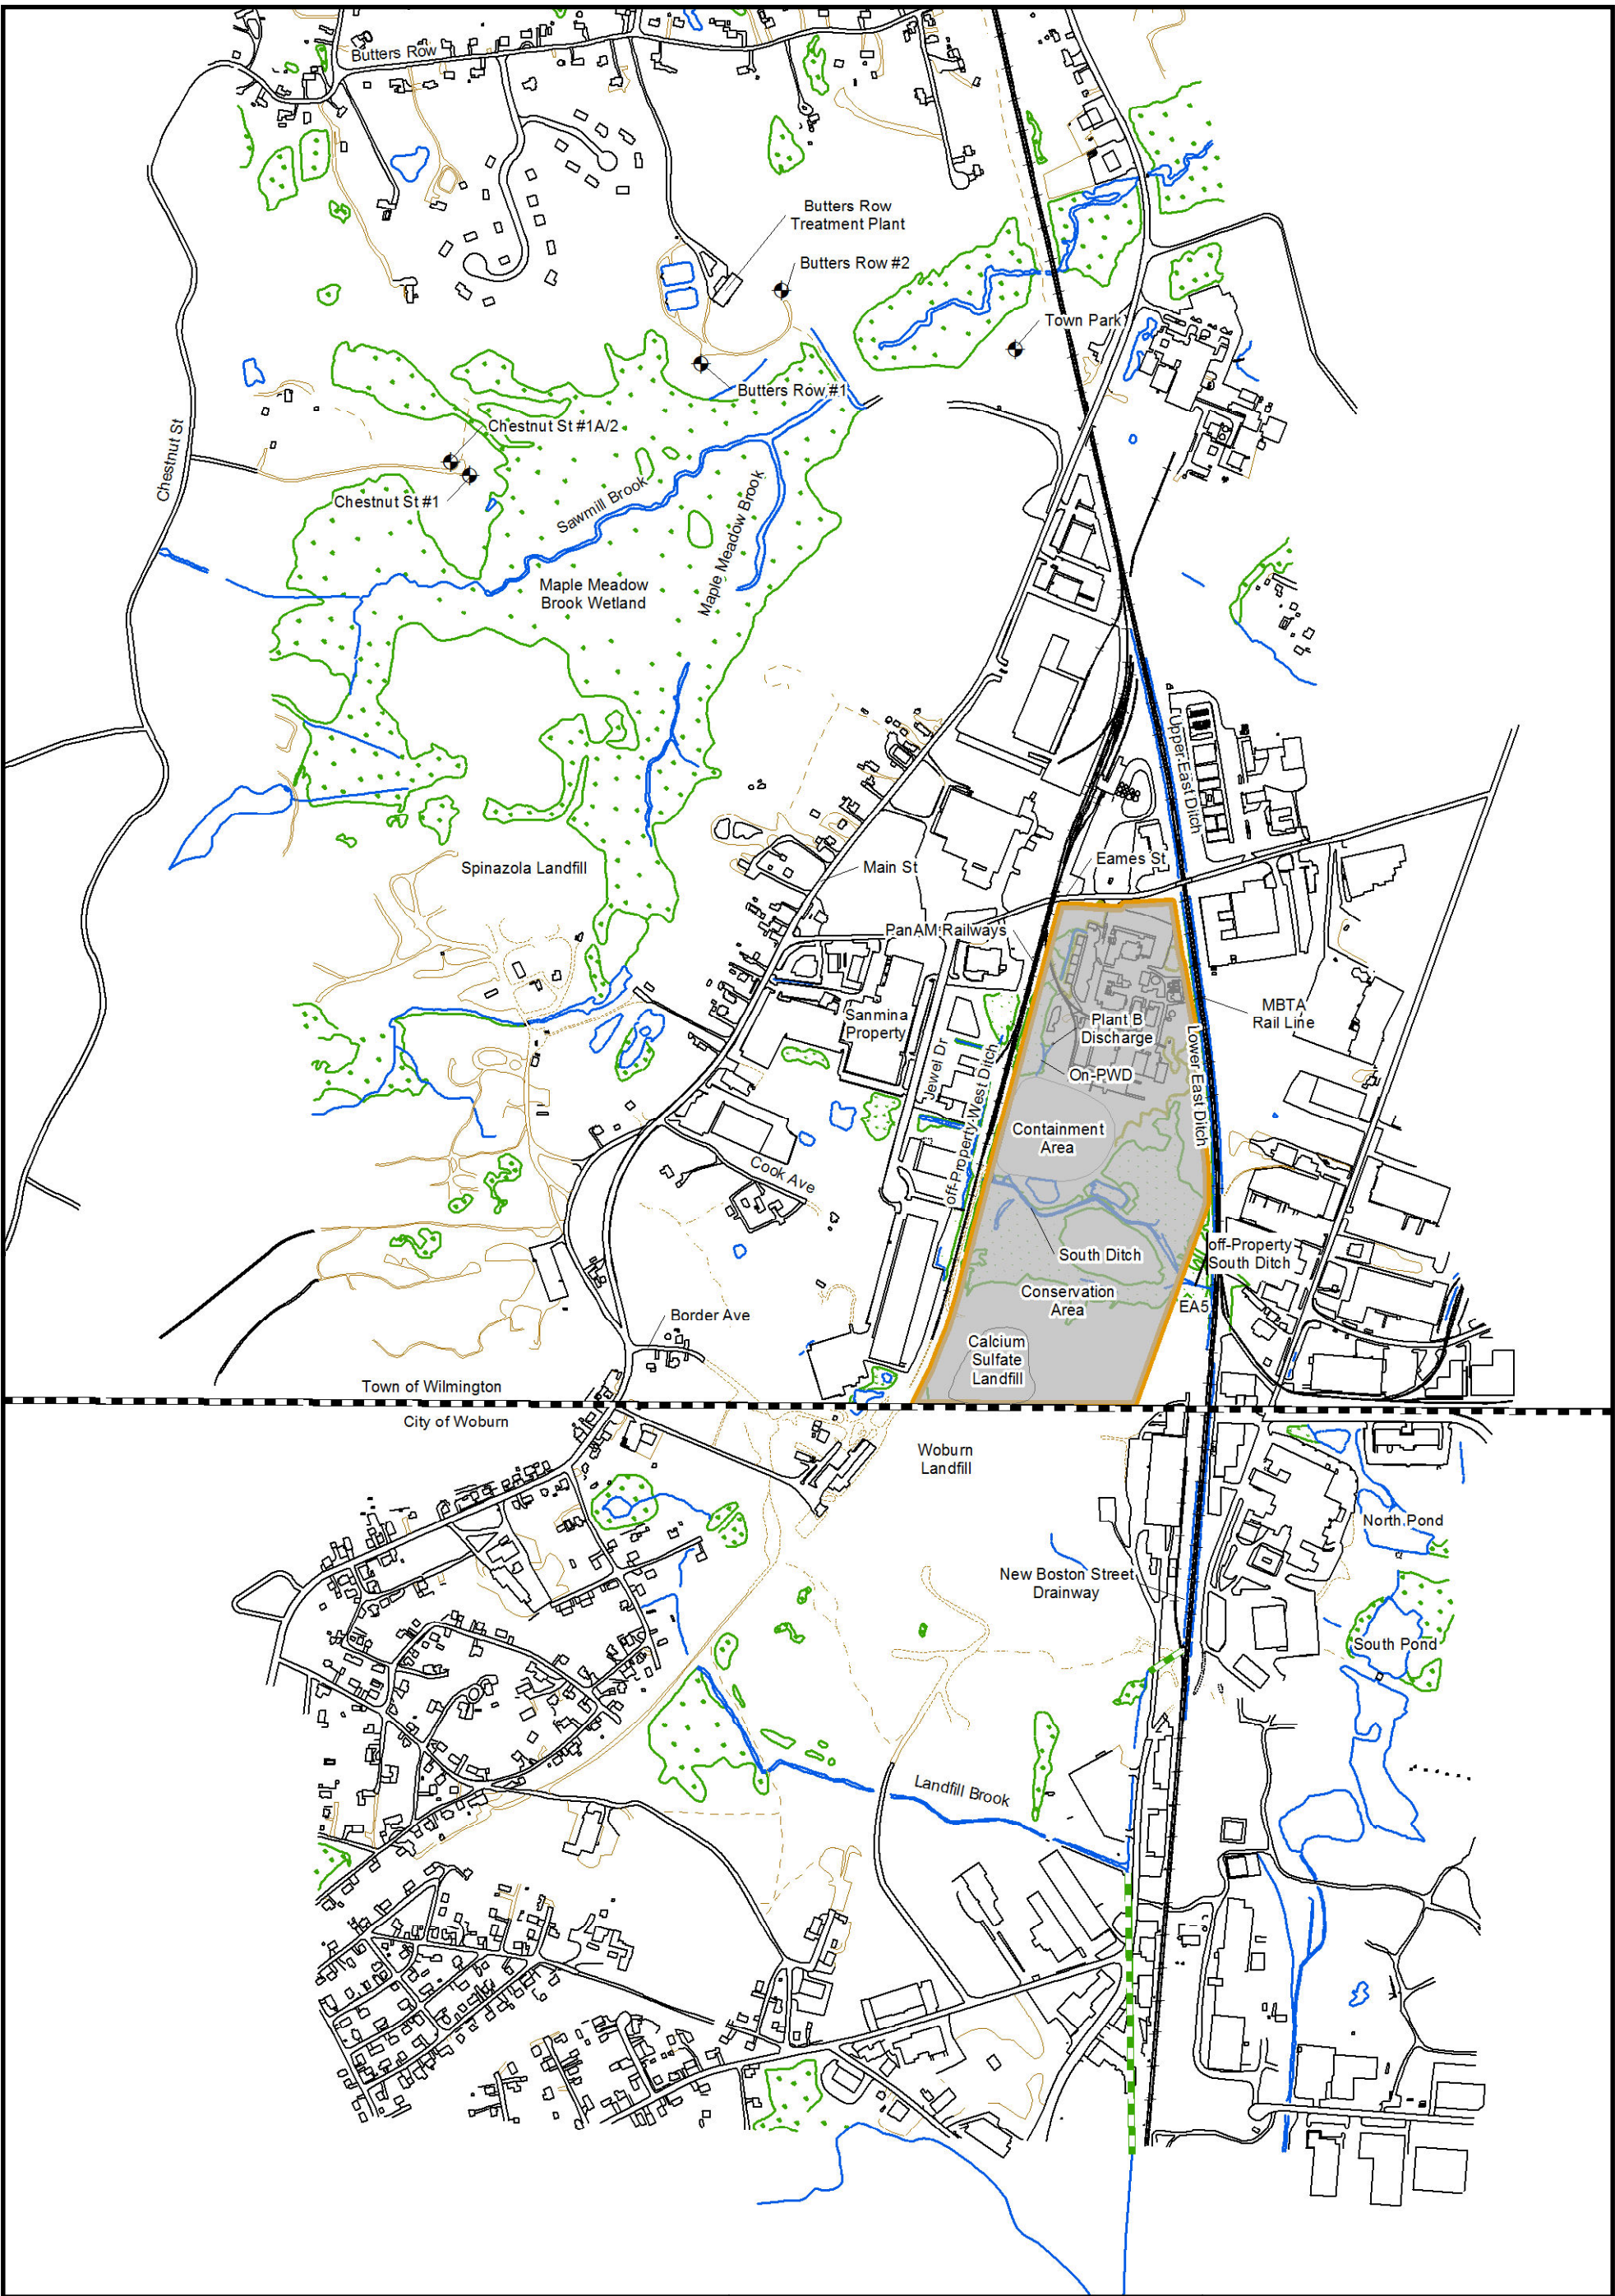 Butters Row
Butters Row
Treatment Plant
Butters Row #2
Town Park
Butters Row #1
Chestnut St #1A/2
Chestnut St
Chestnut St #1
Sawmill Brook
Maple Meadow Brook
Maple Meadow
Brook Wetland
Upper East Ditch
Spinazola Landfill
Main St
Eames St
PanAM Railways
MBTA
Rail Line
Sanmina
Property
Plant B
Discharge
Jewel Dr
On-PWD
Lower East Ditch
off-Property West Ditch
Containment
Area
Cook Ave
South Ditch
off-Property
South Ditch
Conservation
Area
EA5
Border Ave
Calcium
Sulfate
Landfill
Town of Wilmington
City of Woburn
Woburn
Landfill
North Pond
New Boston Street
Drainway
South Pond
Landfill Brook